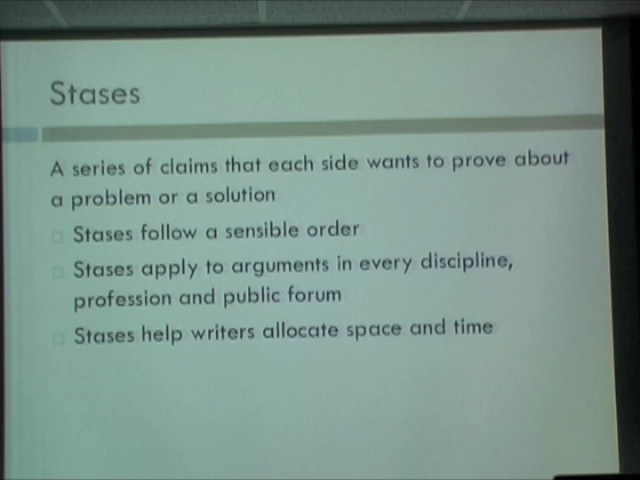 Stases
A series of claims that each side wants to prove about
a problem or a solution
Stases follow a sensible order
Stases apply to arguments in every discipline,
profession and public forum
Stases help writers allocate space and time